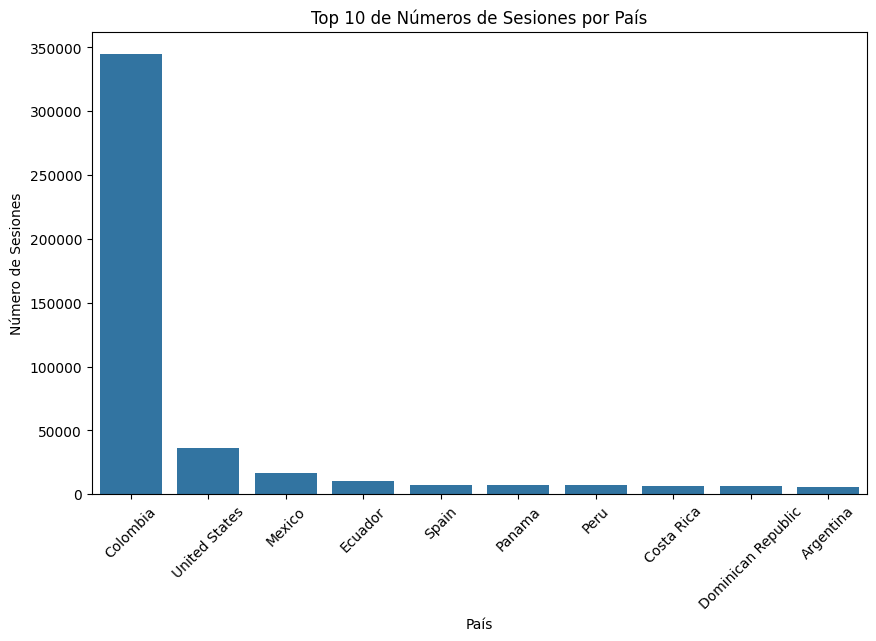 Top 10 de Números de Sesiones por País
Número de Sesiones
350000
300000
250000
200000
150000
100000
50000
0
Colombia
United States
Mexico
Ecuador
Spain
Panama
Peru
Costa Rica
Dominican Republic
Argentina
País